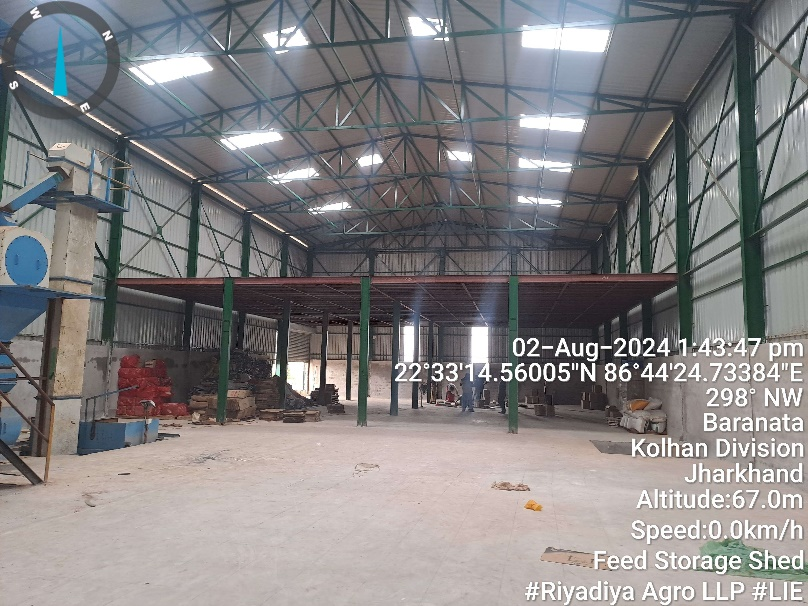 W
N
S
E
02-Aug-2024 1:43:47 pm
22°33'14.56005"N 86°44'24.73384"E
298° NW
Baranata
Kolhan Division
Jharkhand
Altitude:67.0m
Speed:0.0km/h
Feed Storage Shed
#Riyadiya Agro LLP #LIE